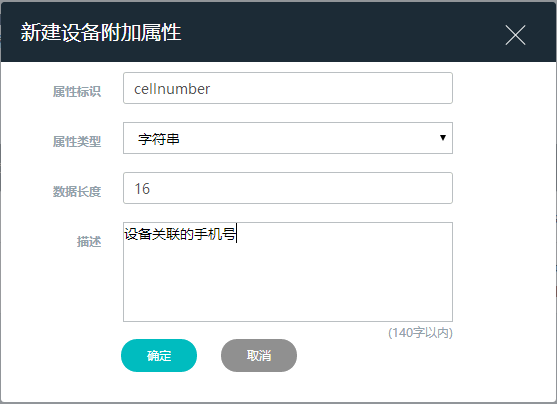 新建设备附加属性
属性标识 cellnumber
属性类型 字符串
数据长度 16
描述 设备关联的手机号
(140字以内)
确定 取消